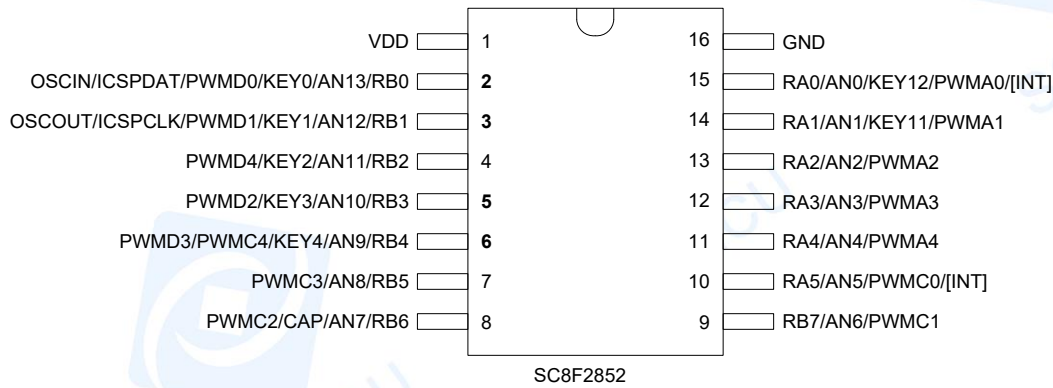 VDD 1 16 GND
OSCIN/ICSPDAT/PWMD0/KEY0/AN13/RB0 2 15 RA0/AN0/KEY12/PWMA0/[INT]
OSCOUT/ICSPCLK/PWMD1/KEY1/AN12/RB1 3 14 RA1/AN1/KEY11/PWMA1
PWMD4/KEY2/AN11/RB2 4 13 RA2/AN2/PWMA2
PWMD2/KEY3/AN10/RB3 5 12 RA3/AN3/PWMA3
PWMD3/PWMC4/KEY4/AN9/RB4 6 11 RA4/AN4/PWMA4
PWMC3/AN8/RB5 7 10 RA5/AN5/PWMC0/[INT]
PWMC2/CAP/AN7/RB6 8 9 RB7/AN6/PWMC1
SC8F2852